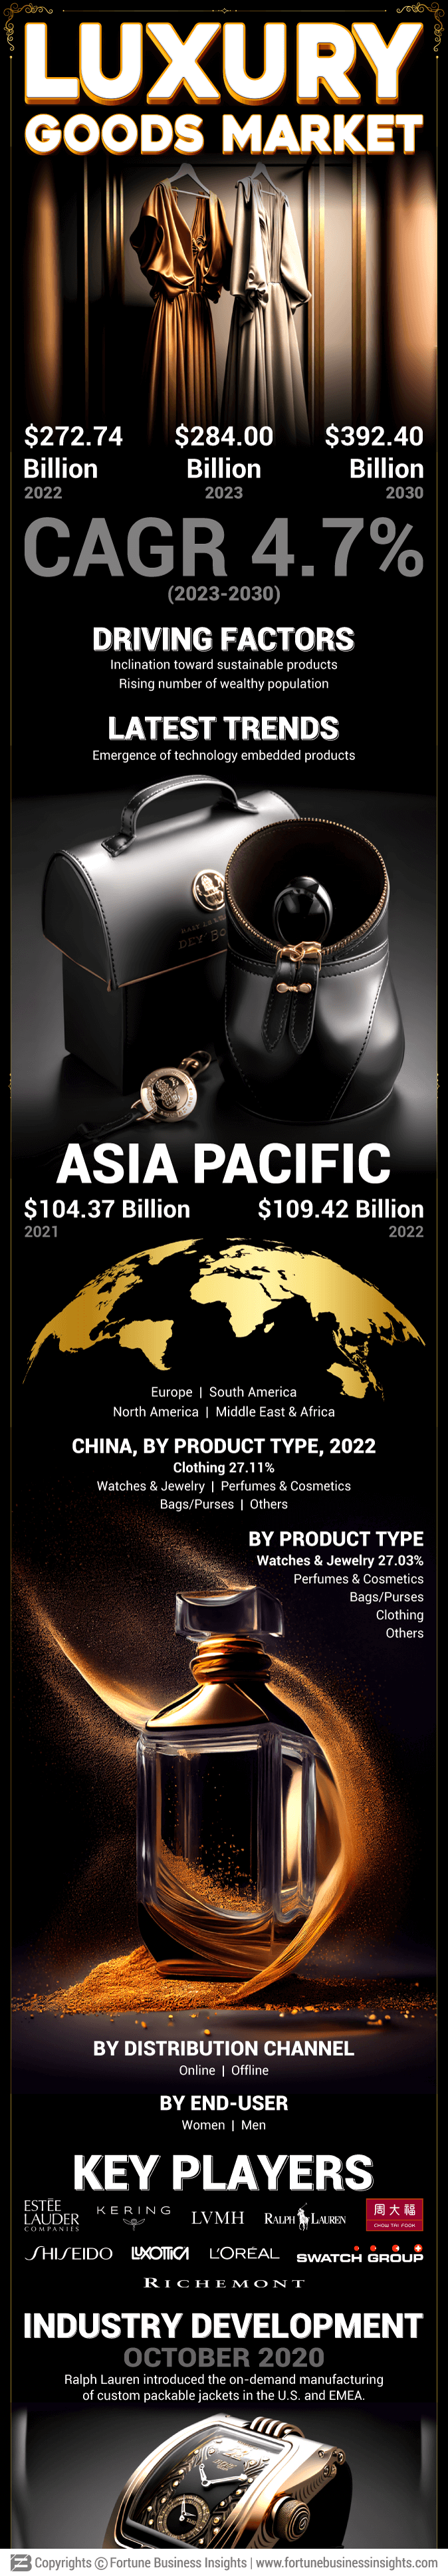 LUXURY
GOODS MARKET
$272.74 $284.00 $392.40
Billion Billion Billion
2022 2023 2030
CAGR 4.7%
(2023-2030)
DRIVING FACTORS
Inclination toward sustainable products
Rising number of wealthy population
LATEST TRENDS
Emergence of technology embedded products
ASIA PACIFIC
$104.37 Billion $109.42 Billion
2021 2022
Europe | South America
North America | Middle East & Africa
CHINA, BY PRODUCT TYPE, 2022
Clothing 27.11%
Watches & Jewelry | Perfumes & Cosmetics
Bags/Purses | Others
BY PRODUCT TYPE
Watches & Jewelry 27.03%
Perfumes & Cosmetics
Bags/Purses
Clothing
Others
BY DISTRIBUTION CHANNEL
Online | Offline
BY END-USER
Women | Men
KEY PLAYERS
ESTĒE
LAUDER
COMPANIES
KERING
LVMH
RALPH LAUREN
周大福
CHOW TAI FOOK
SHISEIDO
LUXOTTICA
L'ORÉAL
SWATCH GROUP
RICHEMONT
INDUSTRY DEVELOPMENT
OCTOBER 2020
Ralph Lauren introduced the on-demand manufacturing
of custom packable jackets in the U.S. and EMEA.
Copyrights © Fortune Business Insights | www.fortunebusinessinsights.com